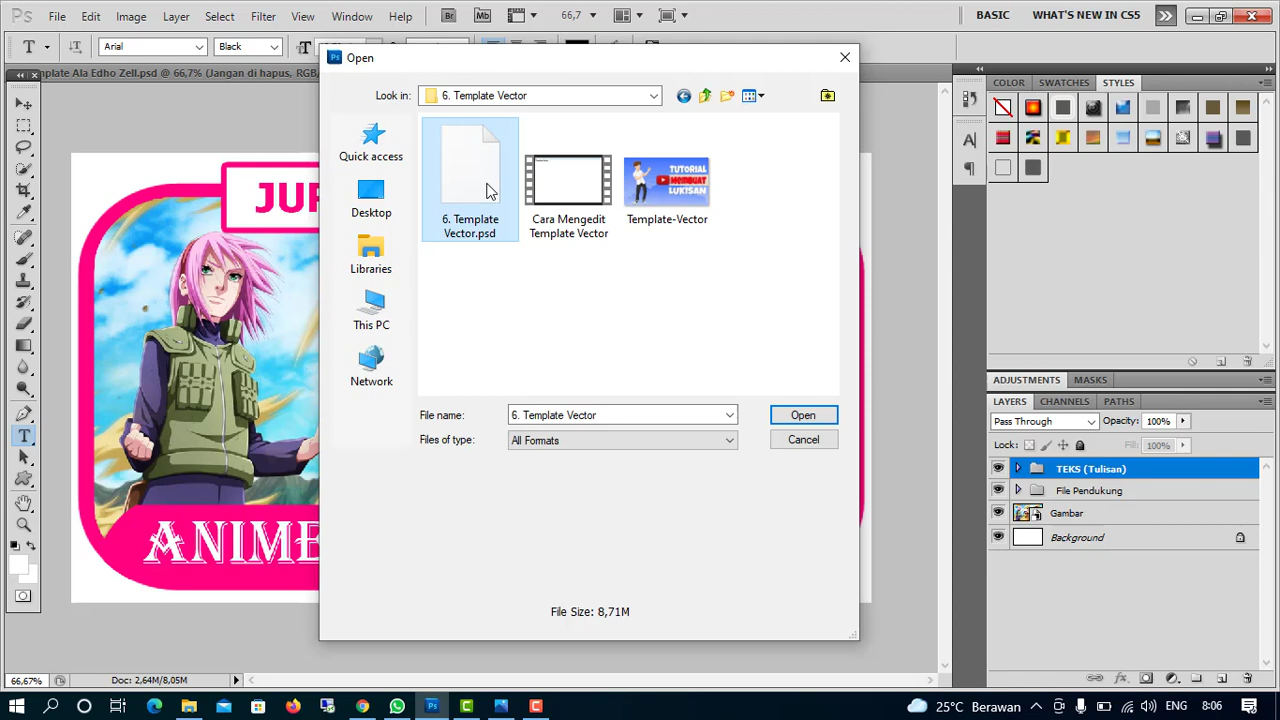 Ps File Edit Image Layer Select Filter View Window Help Br Mb 66,7 BASIC WHAT'S NEW IN CS5
T Arial Black
Template Ala Edho Zell.psd @ 66,7% (Jangan di hapus, RGB,
Ps Open
Look in: 6. Template Vector
Quick access
Desktop
Libraries
This PC
Network
6. Template
Vector.psd
Cara Mengedit
Template Vector
TUTORIAL
MEMBUAT
LUKISAN
Template-Vector
File name: 6. Template Vector Open
Files of type: All Formats Cancel
File Size: 8,71M
ANIME
COLOR SWATCHES STYLES
ADJUSTMENTS MASKS
LAYERS CHANNELS PATHS
Pass Through Opacity: 100%
Lock: Fill: 100%
TEKS (Tulisan)
File Pendukung
Gambar
Background
66,67% Doc: 2,64M/8,05M
25°C Berawan ENG 8:06